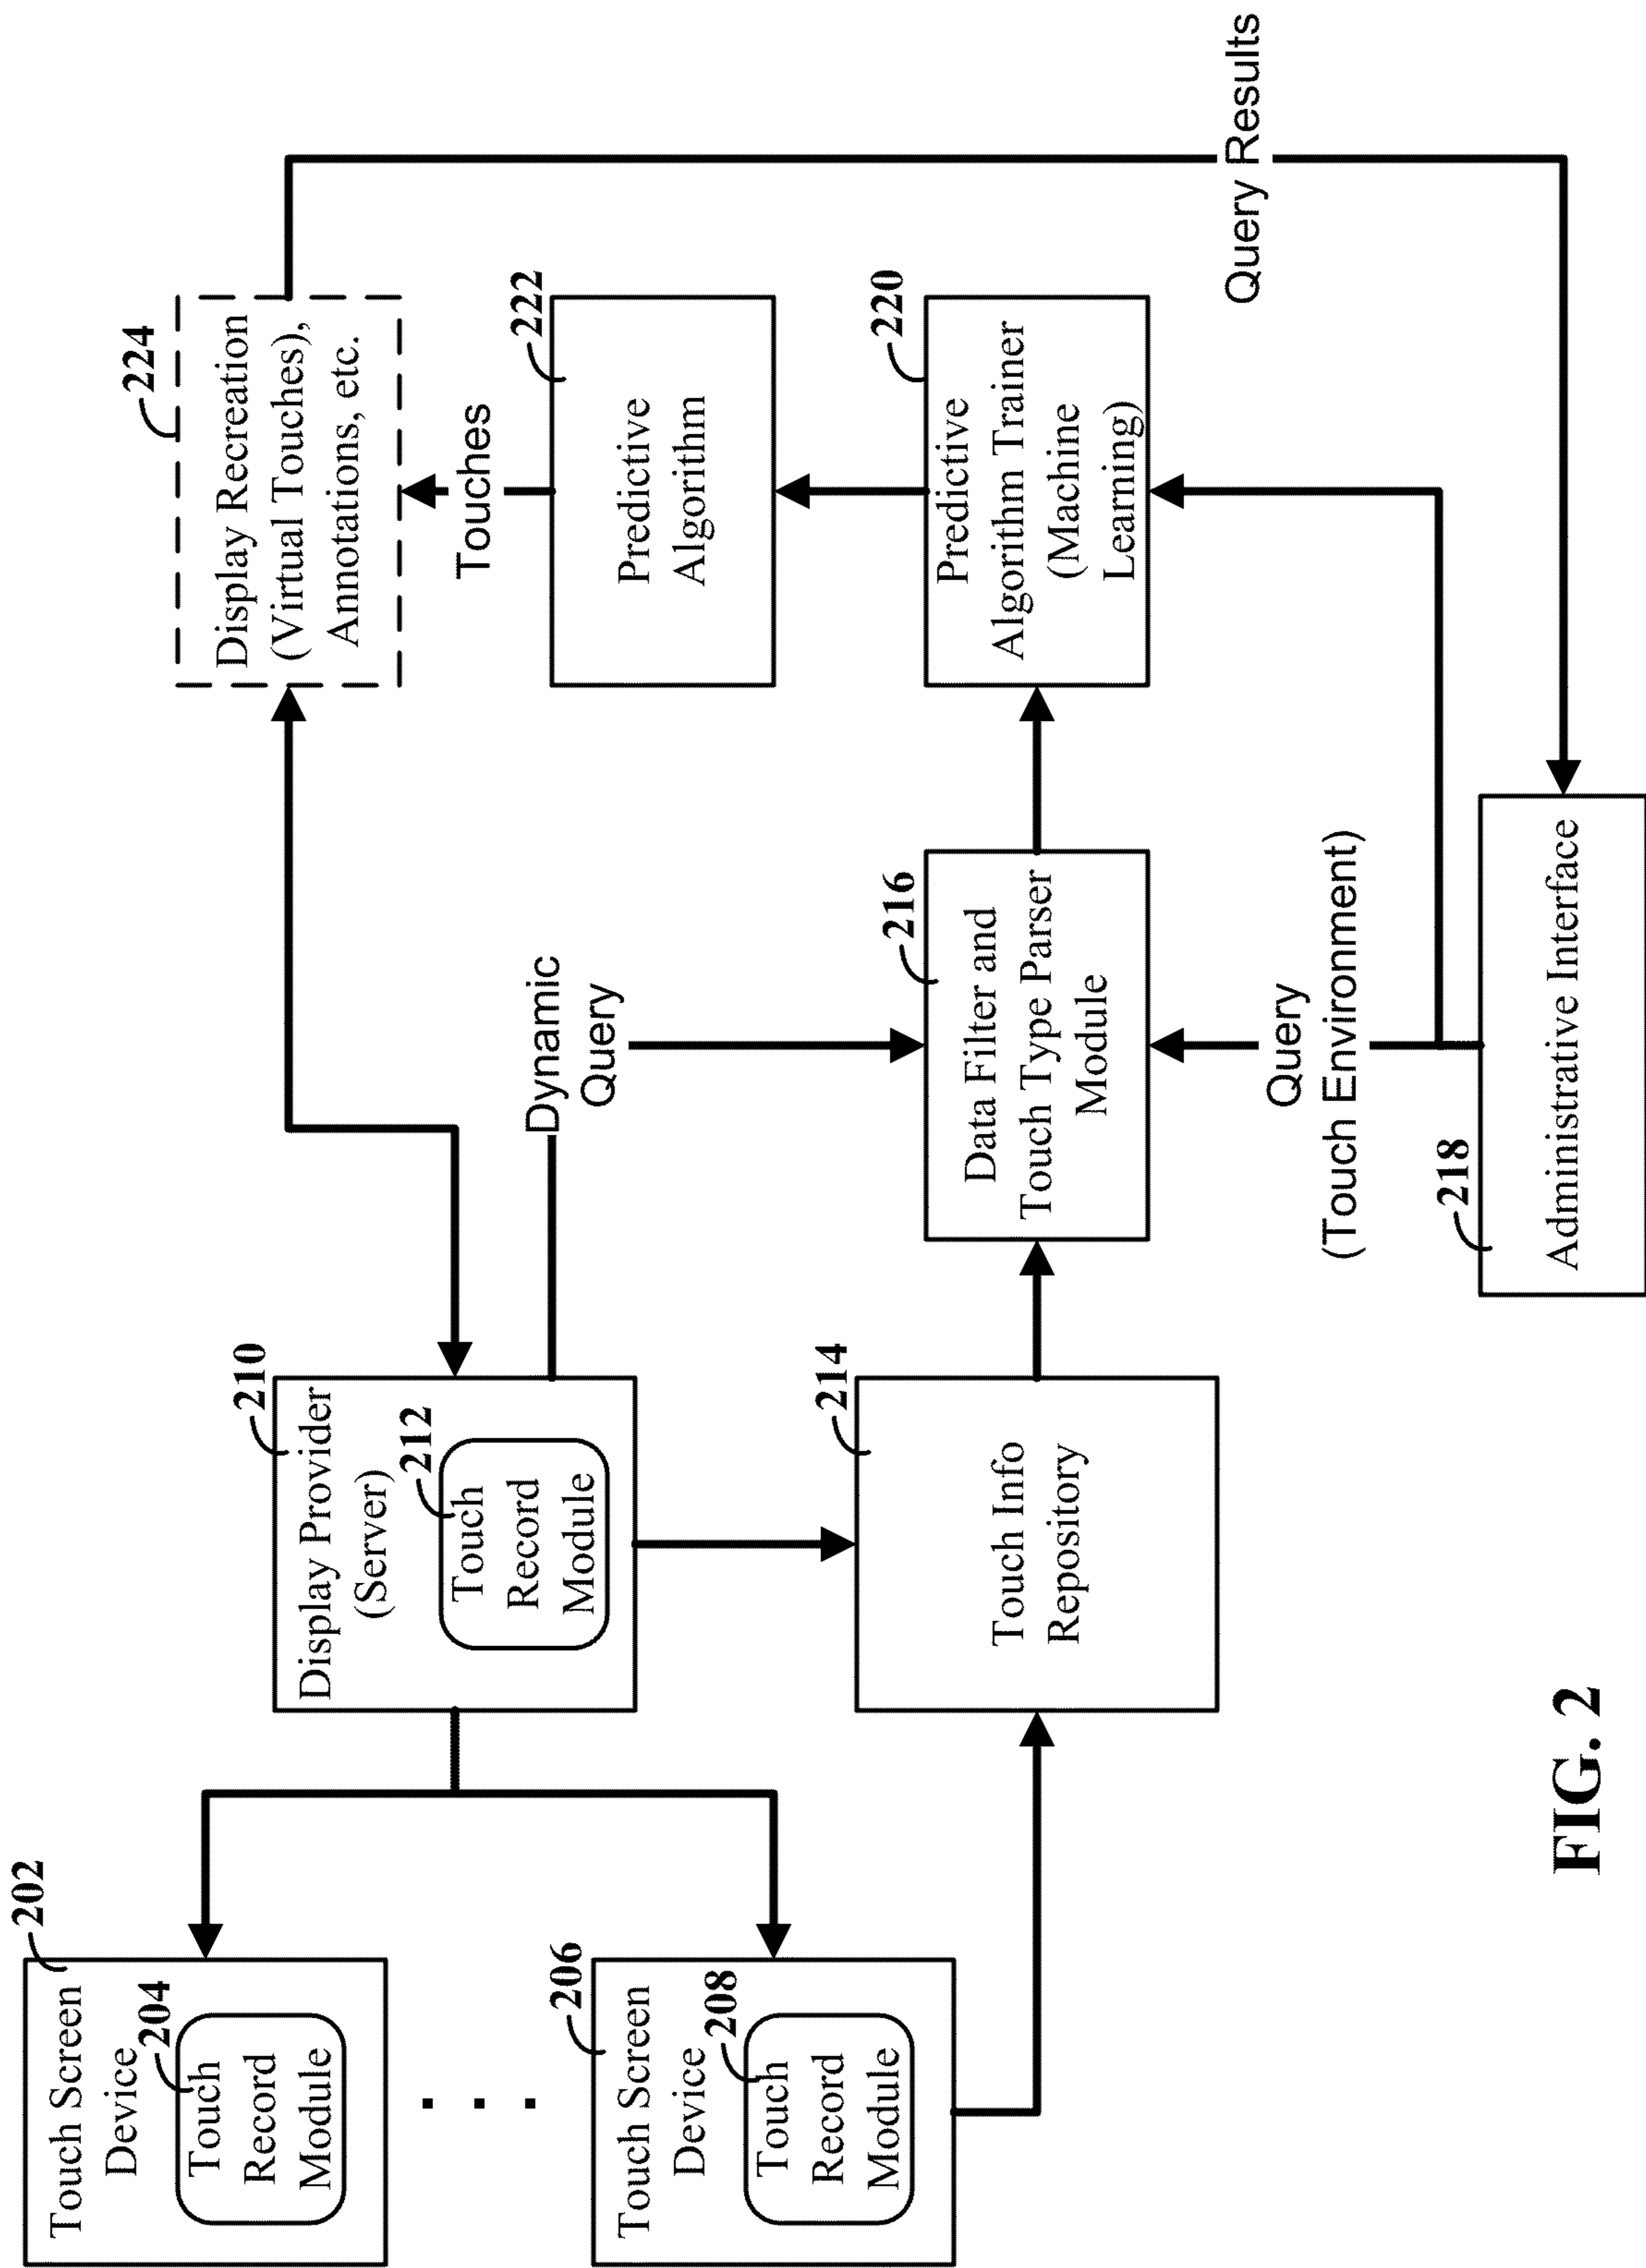 202
Touch Screen
Device
204
Touch
Record
Module
. . .
206
Touch Screen
Device
208
Touch
Record
Module
210
Display Provider
(Server)
212
Touch
Record
Module
214
Touch Info
Repository
Dynamic
Query
216
Data Filter and
Touch Type Parser
Module
Query
(Touch Environment)
218
Administrative Interface
224
Display Recreation
(Virtual Touches),
Annotations, etc.
Touches
222
Predictive
Algorithm
220
Predictive
Algorithm Trainer
(Machine
Learning)
Query Results
FIG. 2